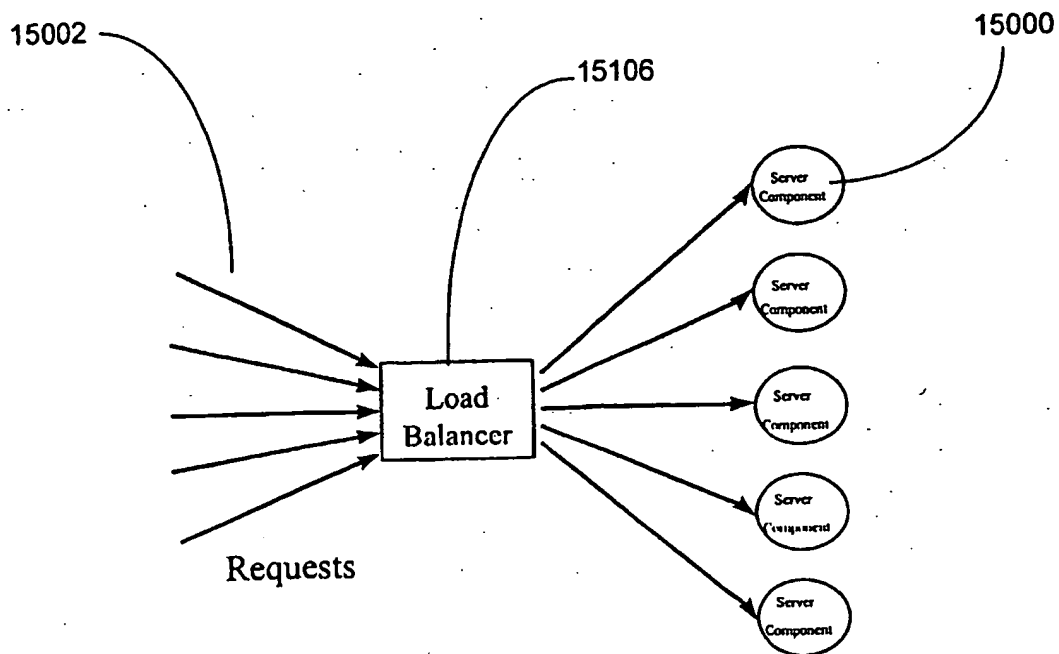 15002
15000
15106
Server
Component
Server
Component
Load
Balancer
Server
Component
Server
Component
Requests
Server
Component